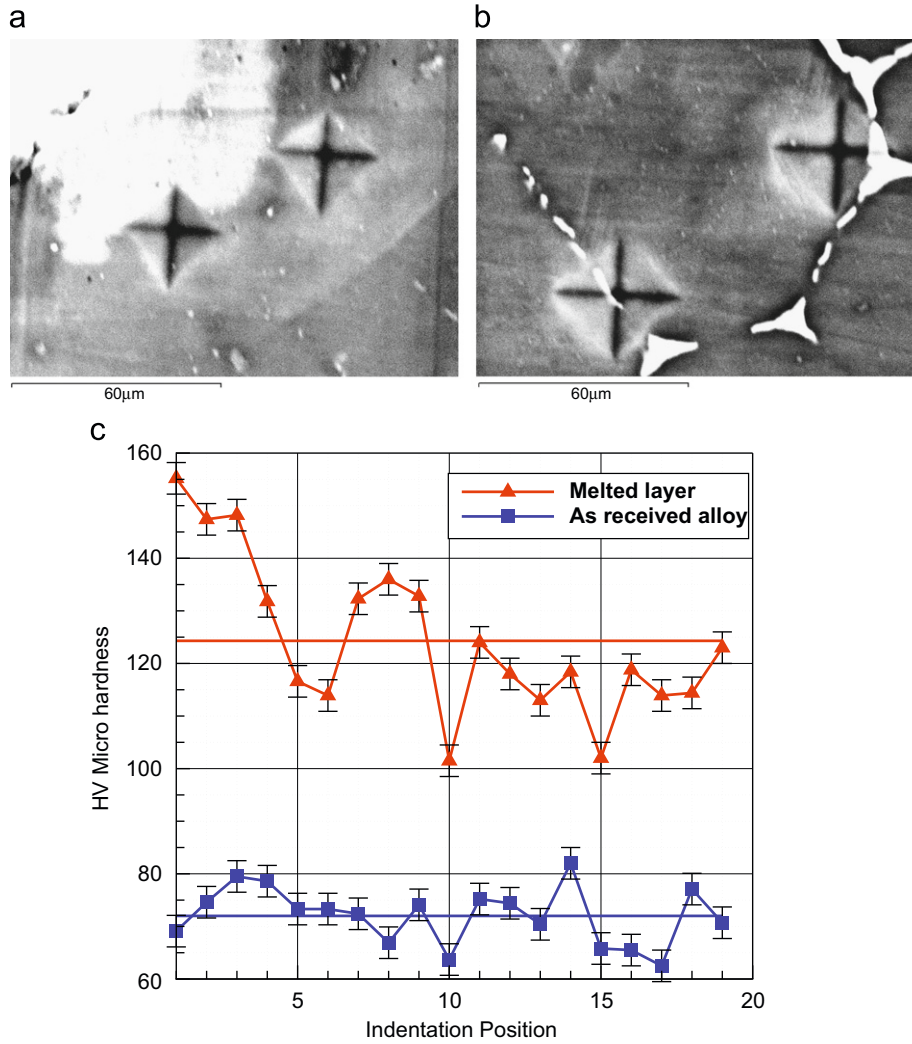 a
b
60µm
60µm
c
160
140
120
100
80
60
5
10
15
20
HV Micro hardness
Indentation Position
Melted layer
As received alloy